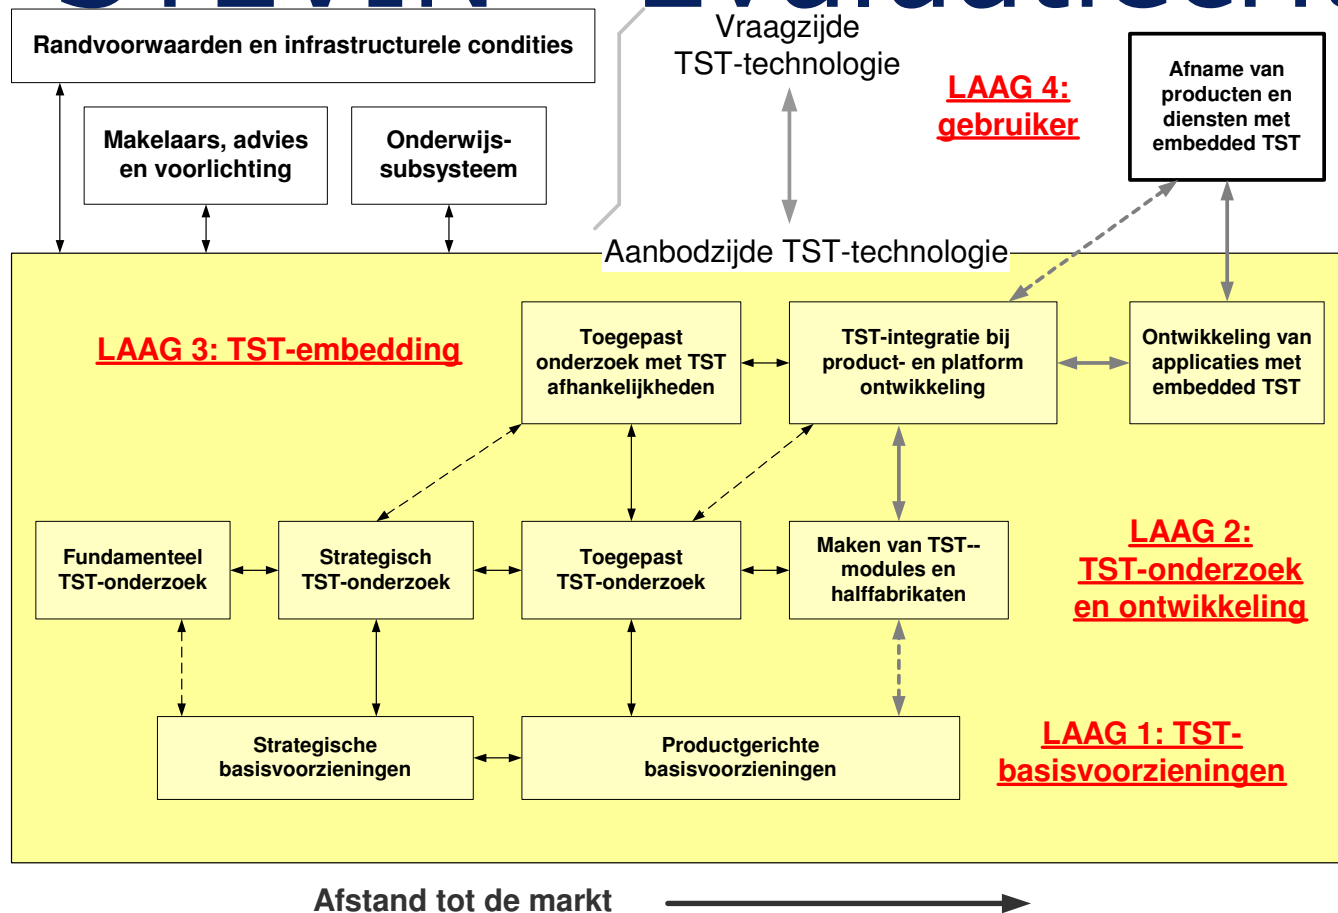 Randvoorwaarden en infrastructurele condities
Makelaars, advies
en voorlichting
Onderwijs-
subsysteem
Vraagzijde
TST-technologie
Aanbodzijde TST-technologie
LAAG 4:
gebruiker
Afname van
producten en
diensten met
embedded TST
LAAG 3: TST-embedding
Toegepast
onderzoek met TST
afhankelijkheden
TST-integratie bij
product- en platform
ontwikkeling
Ontwikkeling van
applicaties met
embedded TST
Fundamenteel
TST-onderzoek
Strategisch
TST-onderzoek
Toegepast
TST-onderzoek
Maken van TST--
modules en
halffabrikaten
LAAG 2:
TST-onderzoek
en ontwikkeling
Strategische
basisvoorzieningen
Productgerichte
basisvoorzieningen
LAAG 1: TST-
basisvoorzieningen
Afstand tot de markt